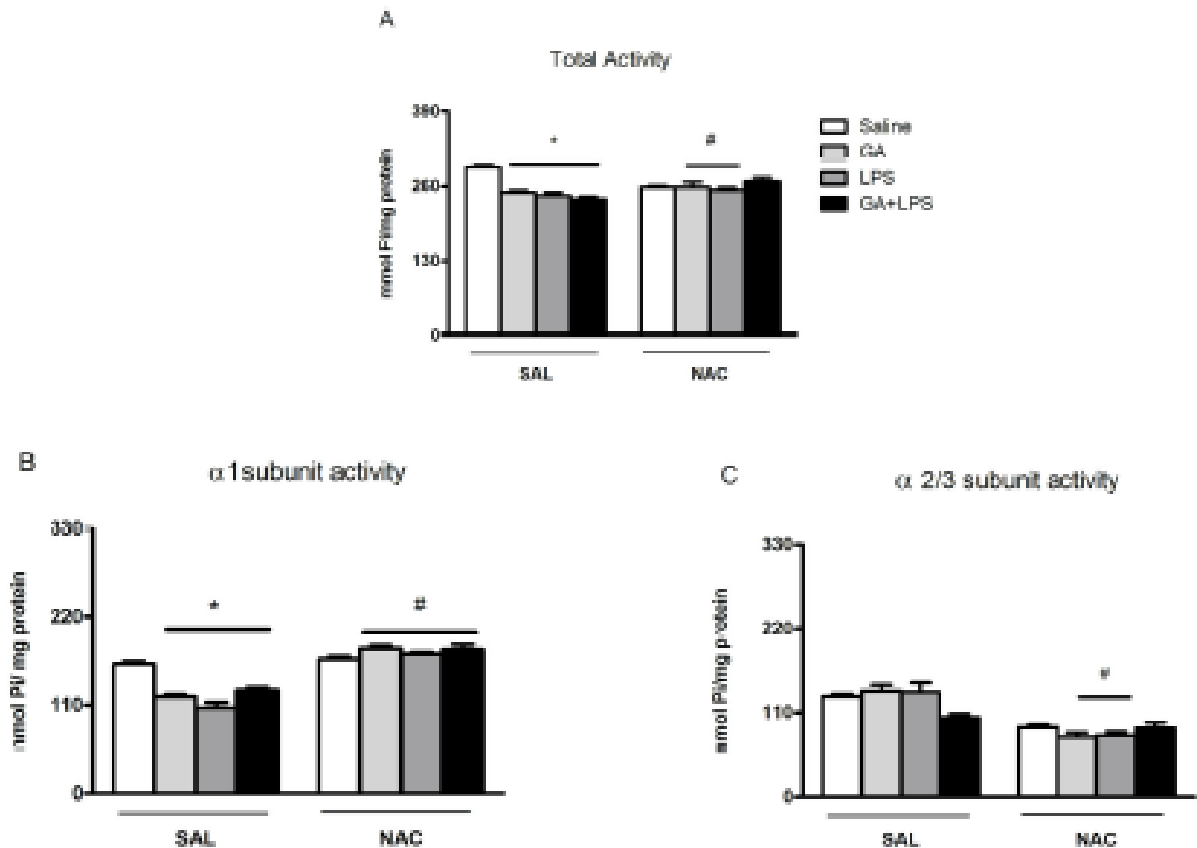 A
Total Activity
390
260
130
0
nmol Pi/mg protein
*
#
SAL
NAC
Saline
GA
LPS
GA+LPS
B
α1subunit activity
330
220
110
0
nmol Pi/ mg protein
*
#
SAL
NAC
C
α 2/3 subunit activity
330
220
110
0
nmol Pi/mg protein
#
SAL
NAC